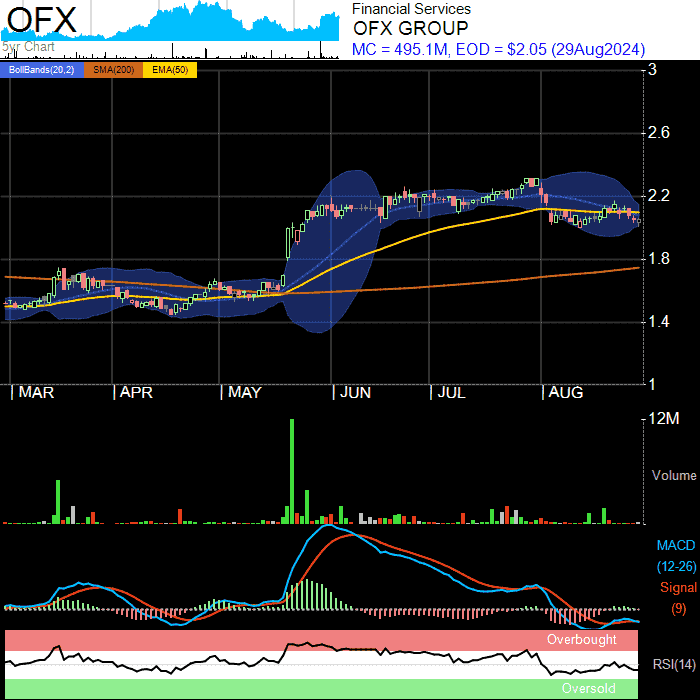 OFX
5yr Chart
Financial Services
OFX GROUP
MC = 495.1M, EOD = $2.05 (29Aug2024)
BollBands(20,2) SMA(200) EMA(50)
3
2.6
2.2
1.8
1.4
1
MAR APR MAY JUN JUL AUG
12M
Volume
MACD
(12-26)
Signal
(9)
Overbought
RSI(14)
Oversold